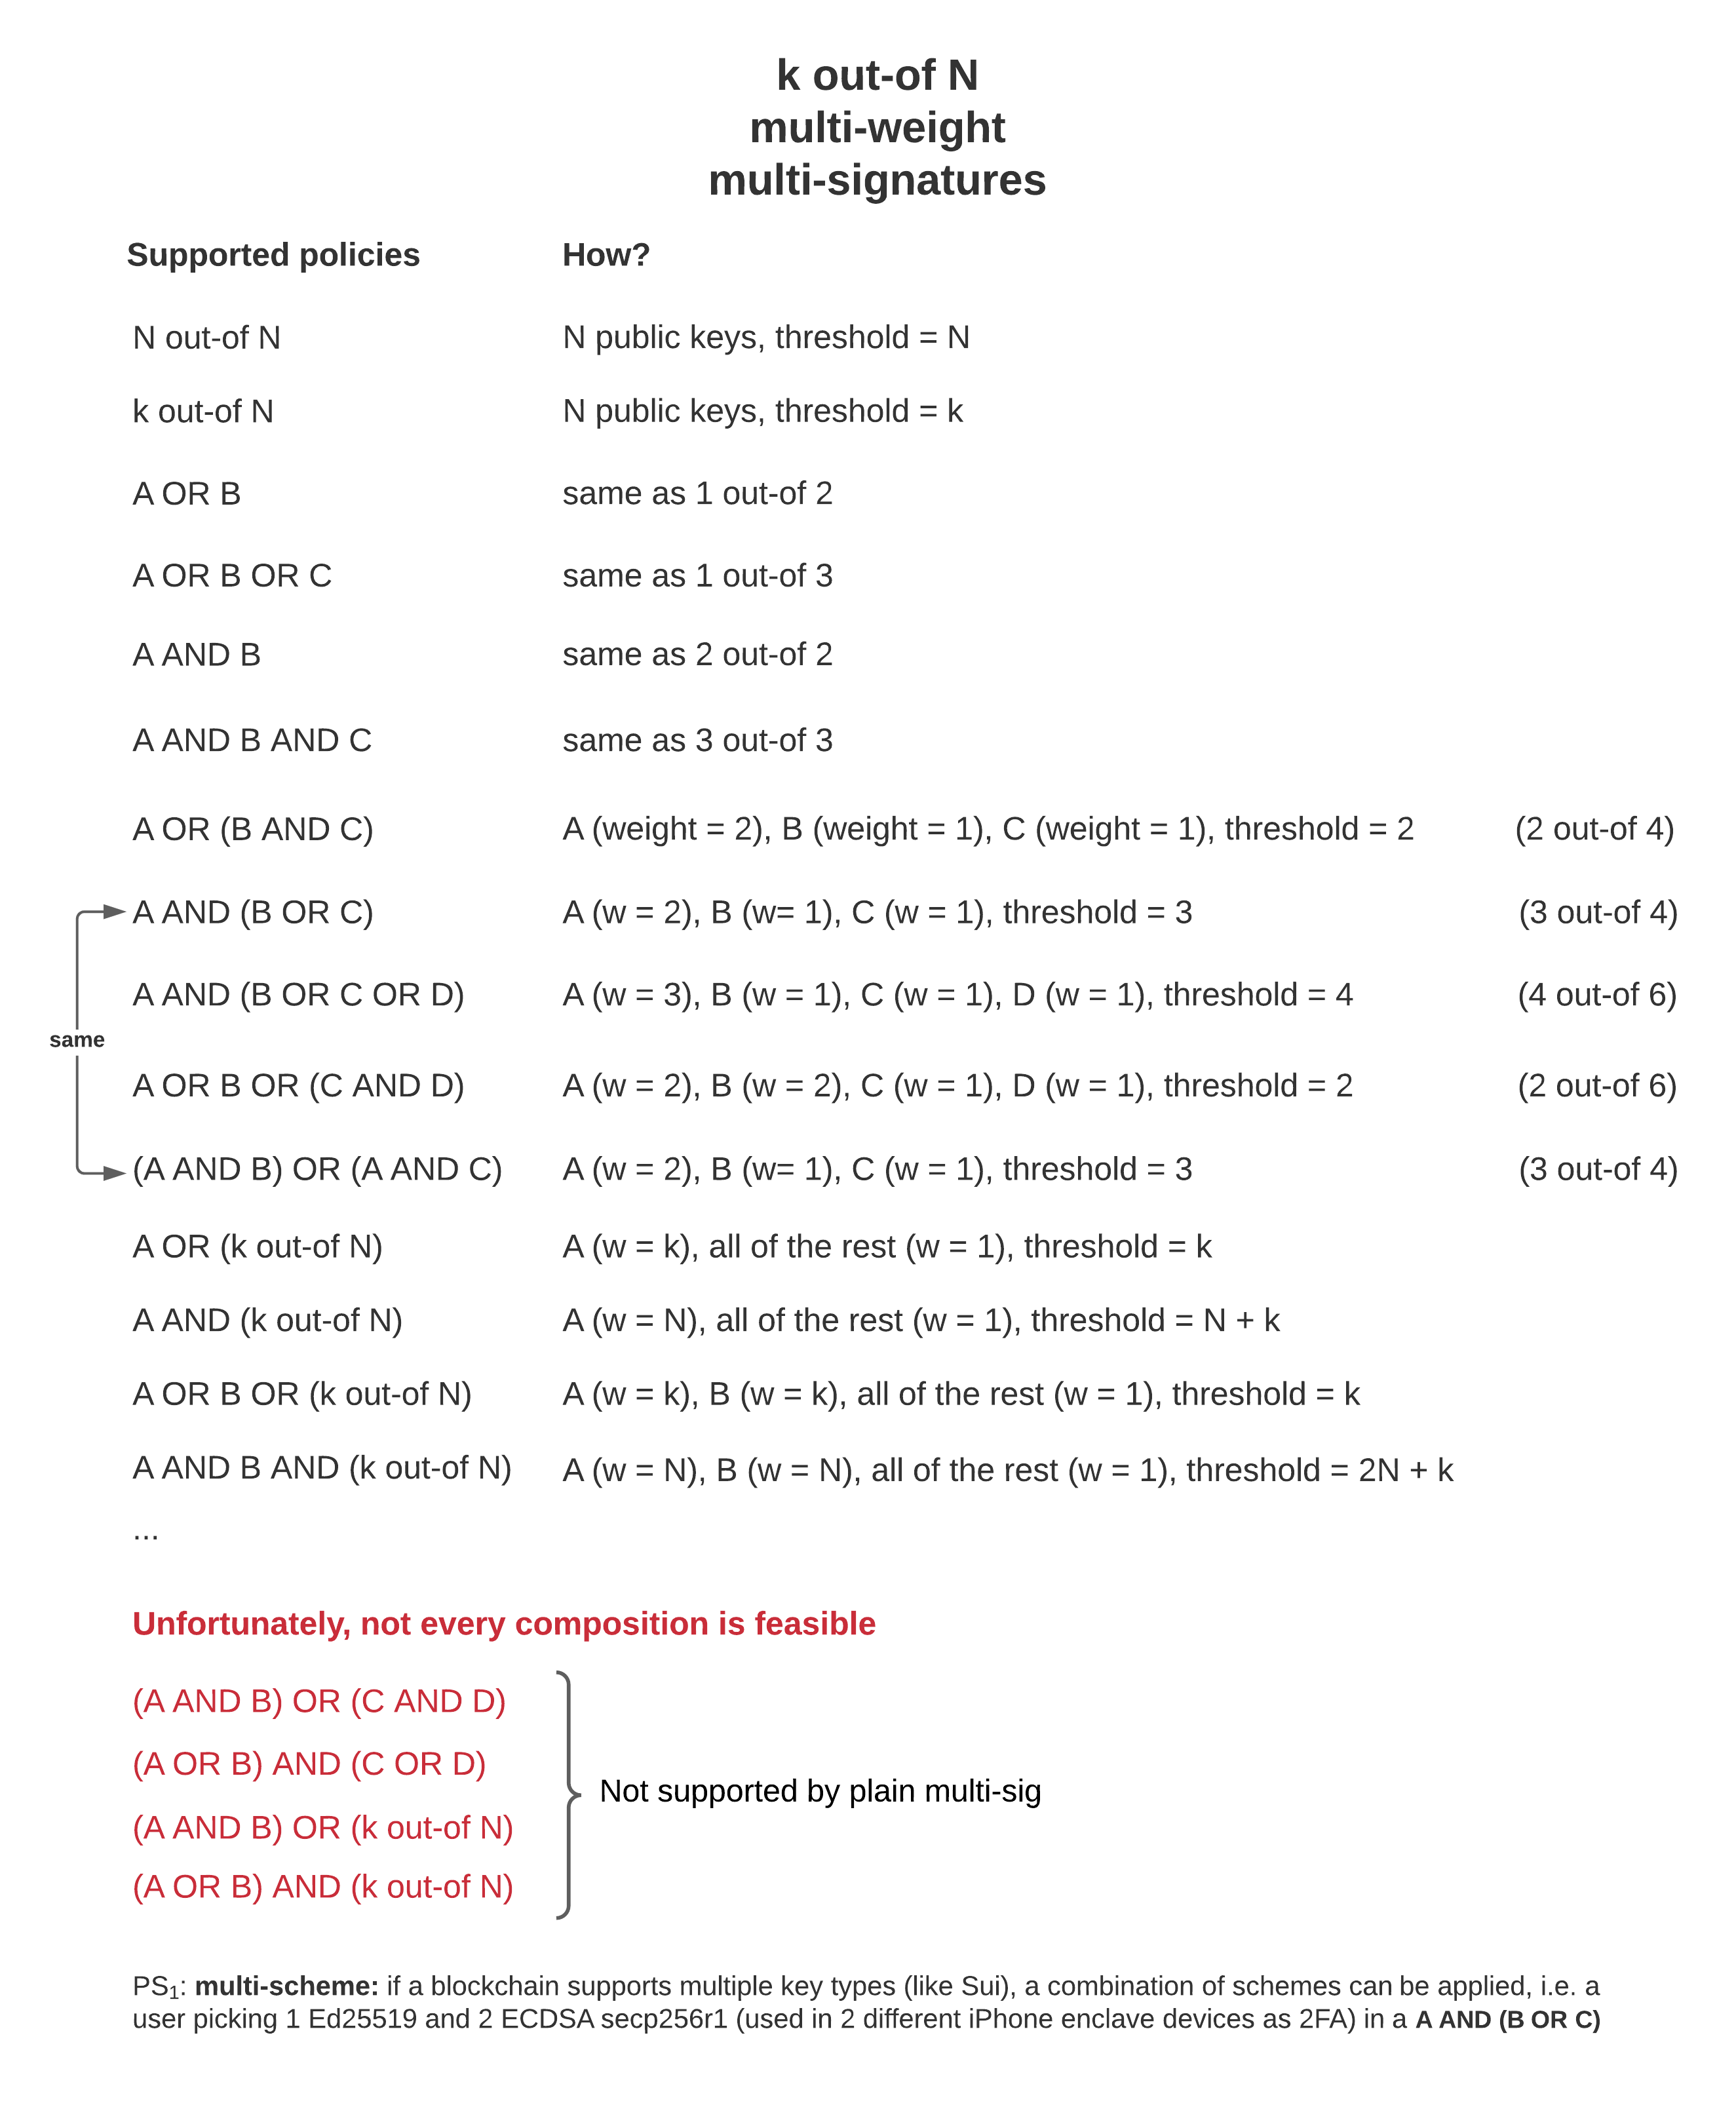 k out-of N
multi-weight
multi-signatures
Supported policies How?
N out-of N N public keys, threshold = N
k out-of N N public keys, threshold = k
A OR B same as 1 out-of 2
A OR B OR C same as 1 out-of 3
A AND B same as 2 out-of 2
A AND B AND C same as 3 out-of 3
A OR (B AND C) A (weight = 2), B (weight = 1), C (weight = 1), threshold = 2 (2 out-of 4)
A AND (B OR C) A (w = 2), B (w= 1), C (w = 1), threshold = 3 (3 out-of 4)
A AND (B OR C OR D) A (w = 3), B (w = 1), C (w = 1), D (w = 1), threshold = 4 (4 out-of 6)
same
A OR B OR (C AND D) A (w = 2), B (w = 2), C (w = 1), D (w = 1), threshold = 2 (2 out-of 6)
(A AND B) OR (A AND C) A (w = 2), B (w= 1), C (w = 1), threshold = 3 (3 out-of 4)
A OR (k out-of N) A (w = k), all of the rest (w = 1), threshold = k
A AND (k out-of N) A (w = N), all of the rest (w = 1), threshold = N + k
A OR B OR (k out-of N) A (w = k), B (w = k), all of the rest (w = 1), threshold = k
A AND B AND (k out-of N) A (w = N), B (w = N), all of the rest (w = 1), threshold = 2N + k
...
Unfortunately, not every composition is feasible
(A AND B) OR (C AND D)
(A OR B) AND (C OR D)
Not supported by plain multi-sig
(A AND B) OR (k out-of N)
(A OR B) AND (k out-of N)
PS₁: multi-scheme: if a blockchain supports multiple key types (like Sui), a combination of schemes can be applied, i.e. a
user picking 1 Ed25519 and 2 ECDSA secp256r1 (used in 2 different iPhone enclave devices as 2FA) in a A AND (B OR C)